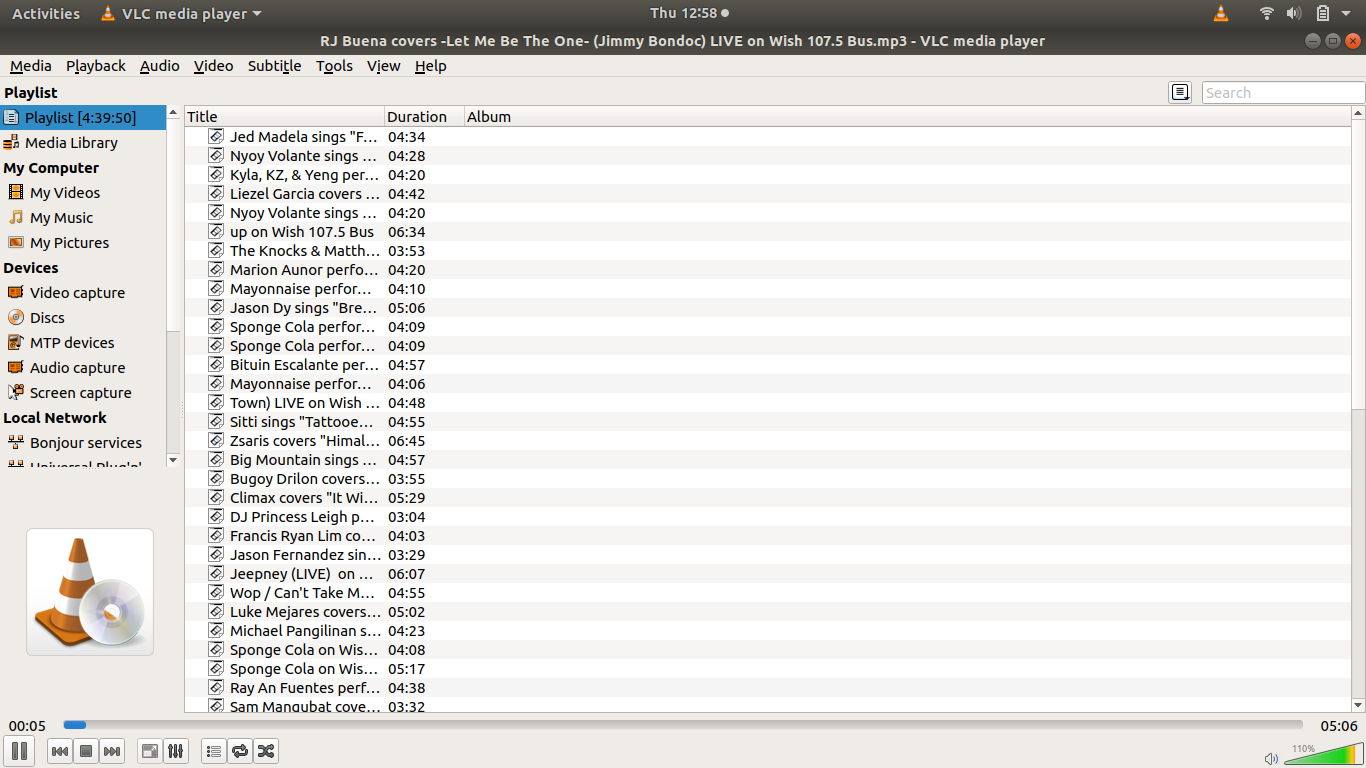 Activities VLC media player Thu 12:58
RJ Buena covers -Let Me Be The One- (Jimmy Bondoc) LIVE on Wish 107.5 Bus.mp3 - VLC media player
Media Playback Audio Video Subtitle Tools View Help
Playlist Search
Playlist [4:39:50]
Media Library
My Computer
My Videos
My Music
My Pictures
Devices
Video capture
Discs
MTP devices
Audio capture
Screen capture
Local Network
Bonjour services
Universal Plug'n'
Title Duration Album
Jed Madela sings "F... 04:34
Nyoy Volante sings ... 04:28
Kyla, KZ, & Yeng per... 04:20
Liezel Garcia covers ... 04:42
Nyoy Volante sings ... 04:20
up on Wish 107.5 Bus 06:34
The Knocks & Matth... 03:53
Marion Aunor perfo... 04:20
Mayonnaise perfor... 04:10
Jason Dy sings "Bre... 05:06
Sponge Cola perfor... 04:09
Sponge Cola perfor... 04:09
Bituin Escalante per... 04:57
Mayonnaise perfor... 04:06
Town) LIVE on Wish ... 04:48
Sitti sings "Tattooe... 04:55
Zsaris covers "Himal... 06:45
Big Mountain sings ... 04:57
Bugoy Drilon covers... 03:55
Climax covers "It Wi... 05:29
DJ Princess Leigh p... 03:04
Francis Ryan Lim co... 04:03
Jason Fernandez sin... 03:29
Jeepney (LIVE)  on ... 06:07
Wop / Can't Take M... 04:55
Luke Mejares covers... 05:02
Michael Pangilinan s... 04:23
Sponge Cola on Wis... 04:08
Sponge Cola on Wis... 05:17
Ray An Fuentes perf... 04:38
Sam Mangubat cove... 03:32
00:05 05:06
110%